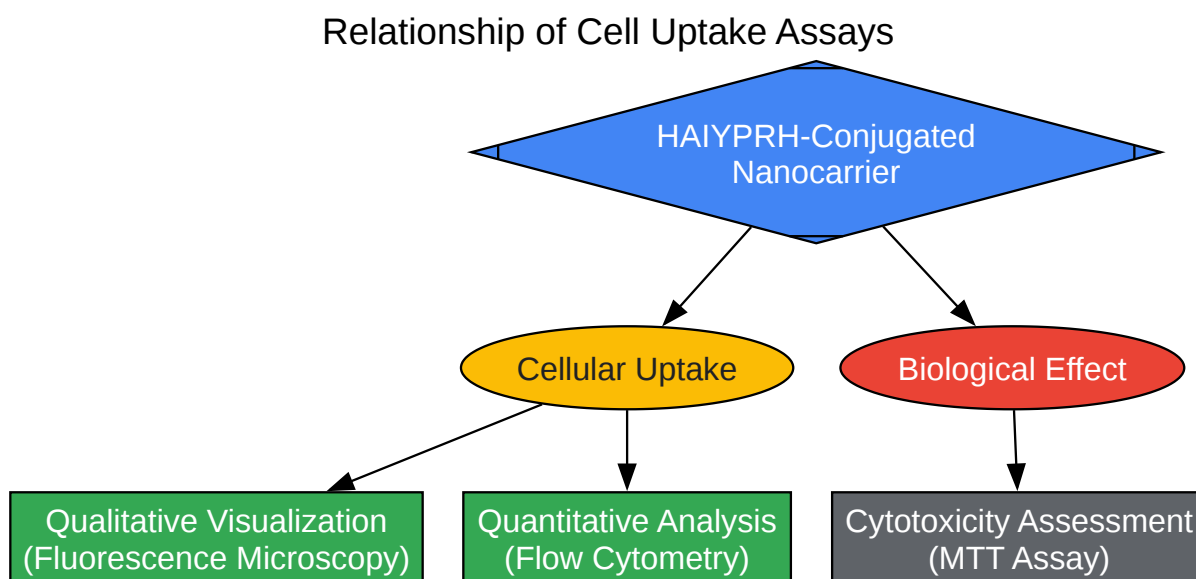 Relationship of Cell Uptake Assays
HAIYPRH-Conjugated
Nanocarrier
Cellular Uptake
Biological Effect
Qualitative Visualization
(Fluorescence Microscopy)
Quantitative Analysis
(Flow Cytometry)
Cytotoxicity Assessment
(MTT Assay)